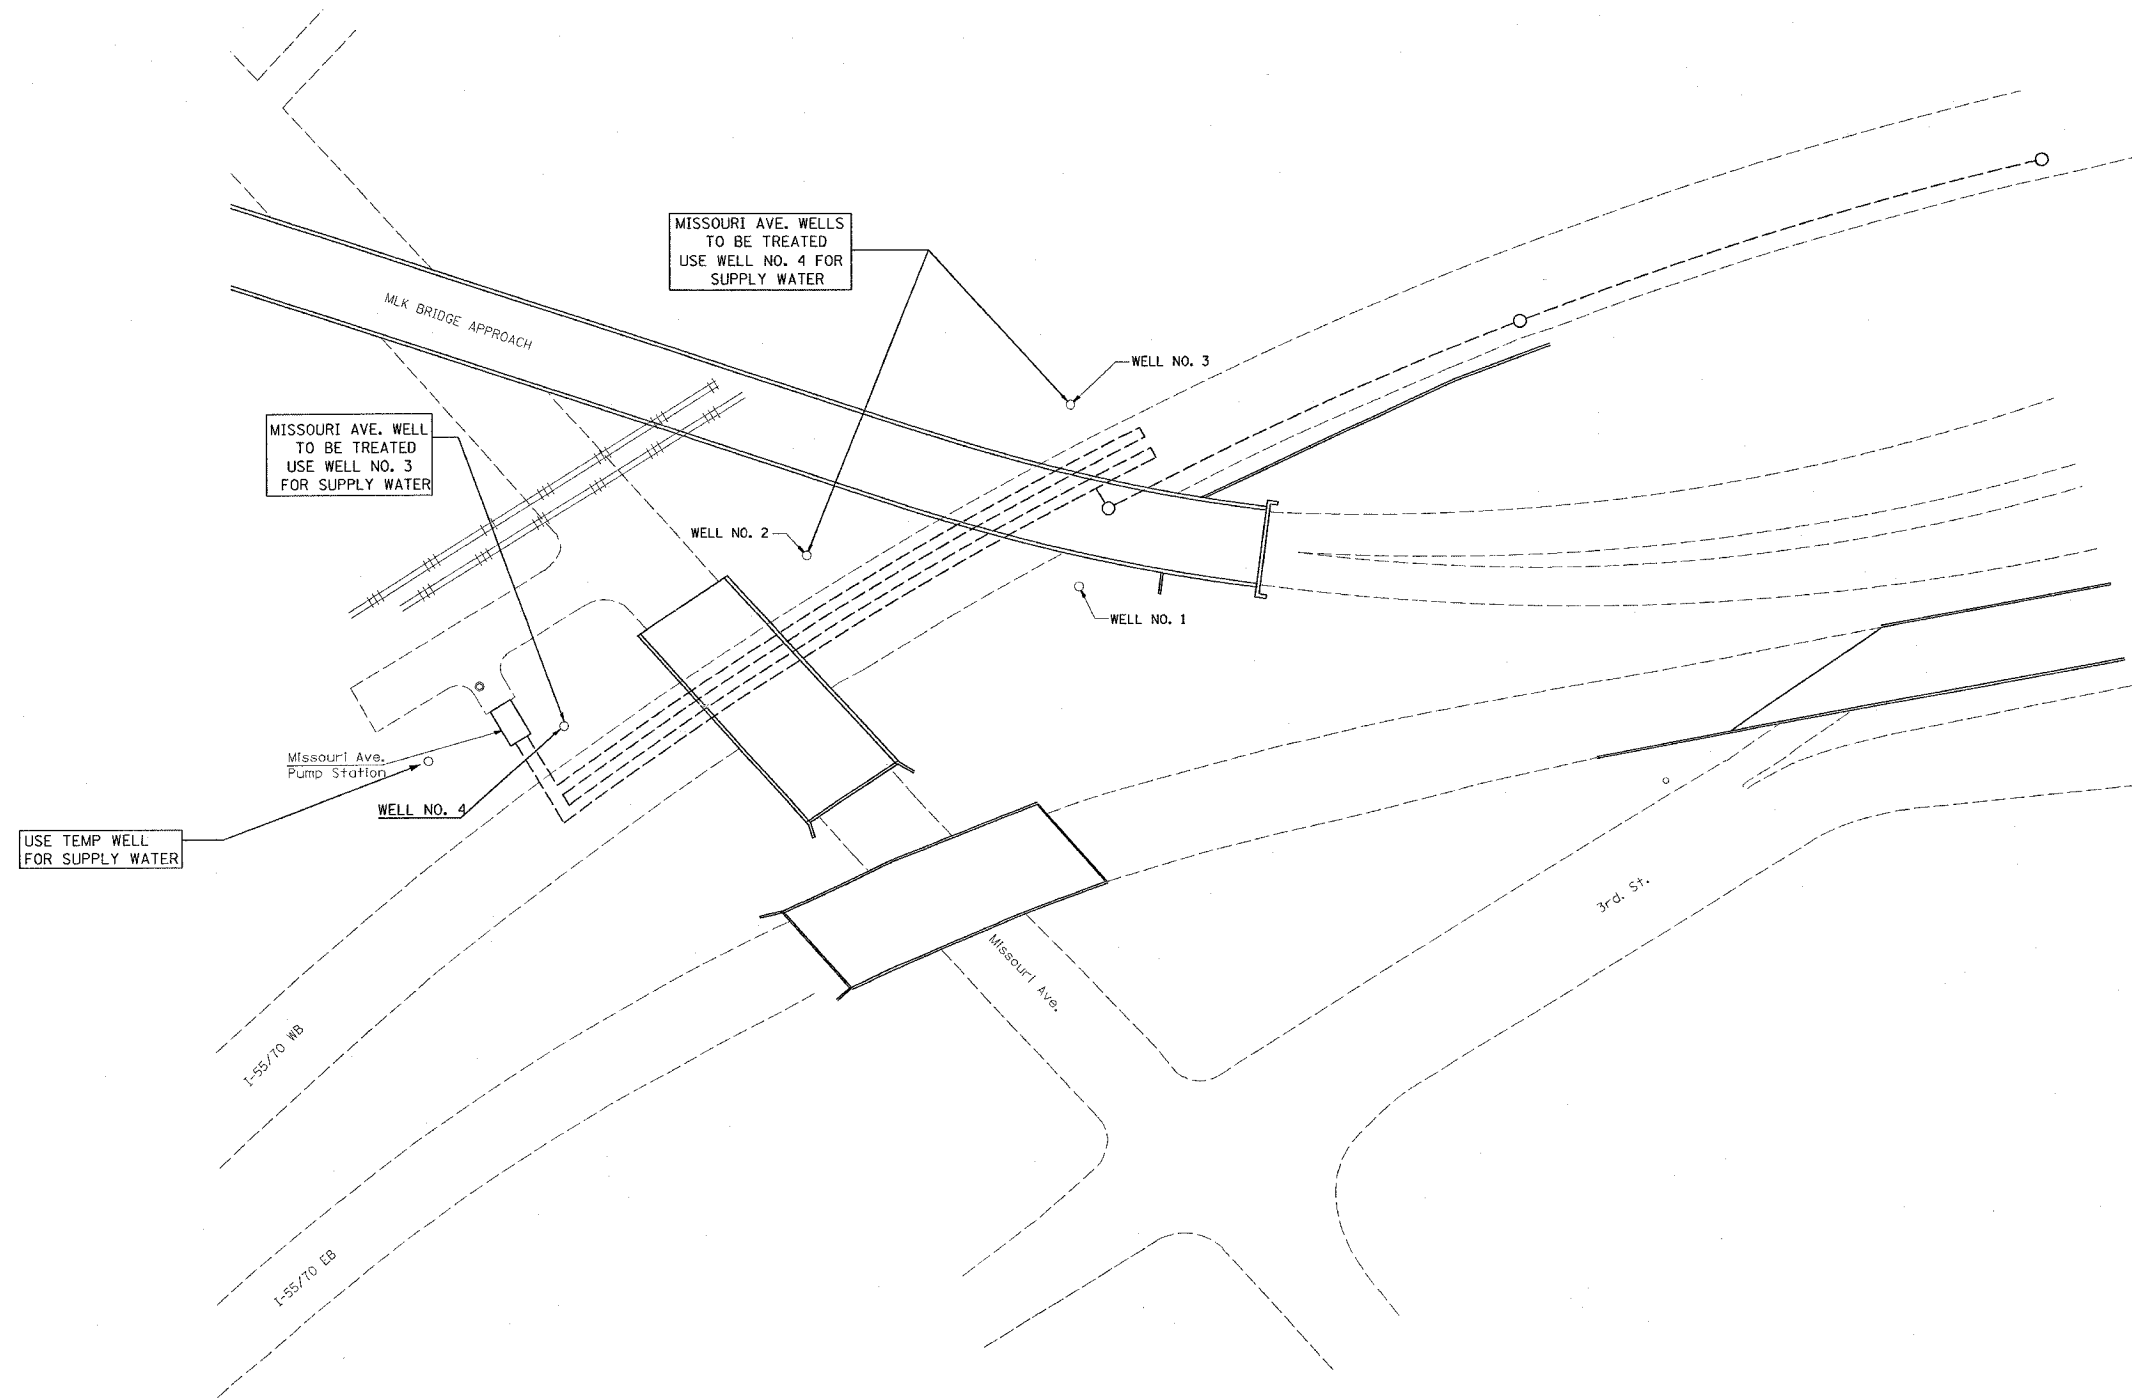 MISSOURI AVE. WELLS
TO BE TREATED
USE WELL NO. 4 FOR
SUPPLY WATER
MLK BRIDGE APPROACH
WELL NO. 3
MISSOURI AVE. WELL
TO BE TREATED
USE WELL NO. 3
FOR SUPPLY WATER
WELL NO. 2
WELL NO. 1
Missouri Ave.
Pump Station
WELL NO. 4
USE TEMP WELL
FOR SUPPLY WATER
3rd. St.
Missouri Ave.
I-55/70 WB
I-55/70 EB